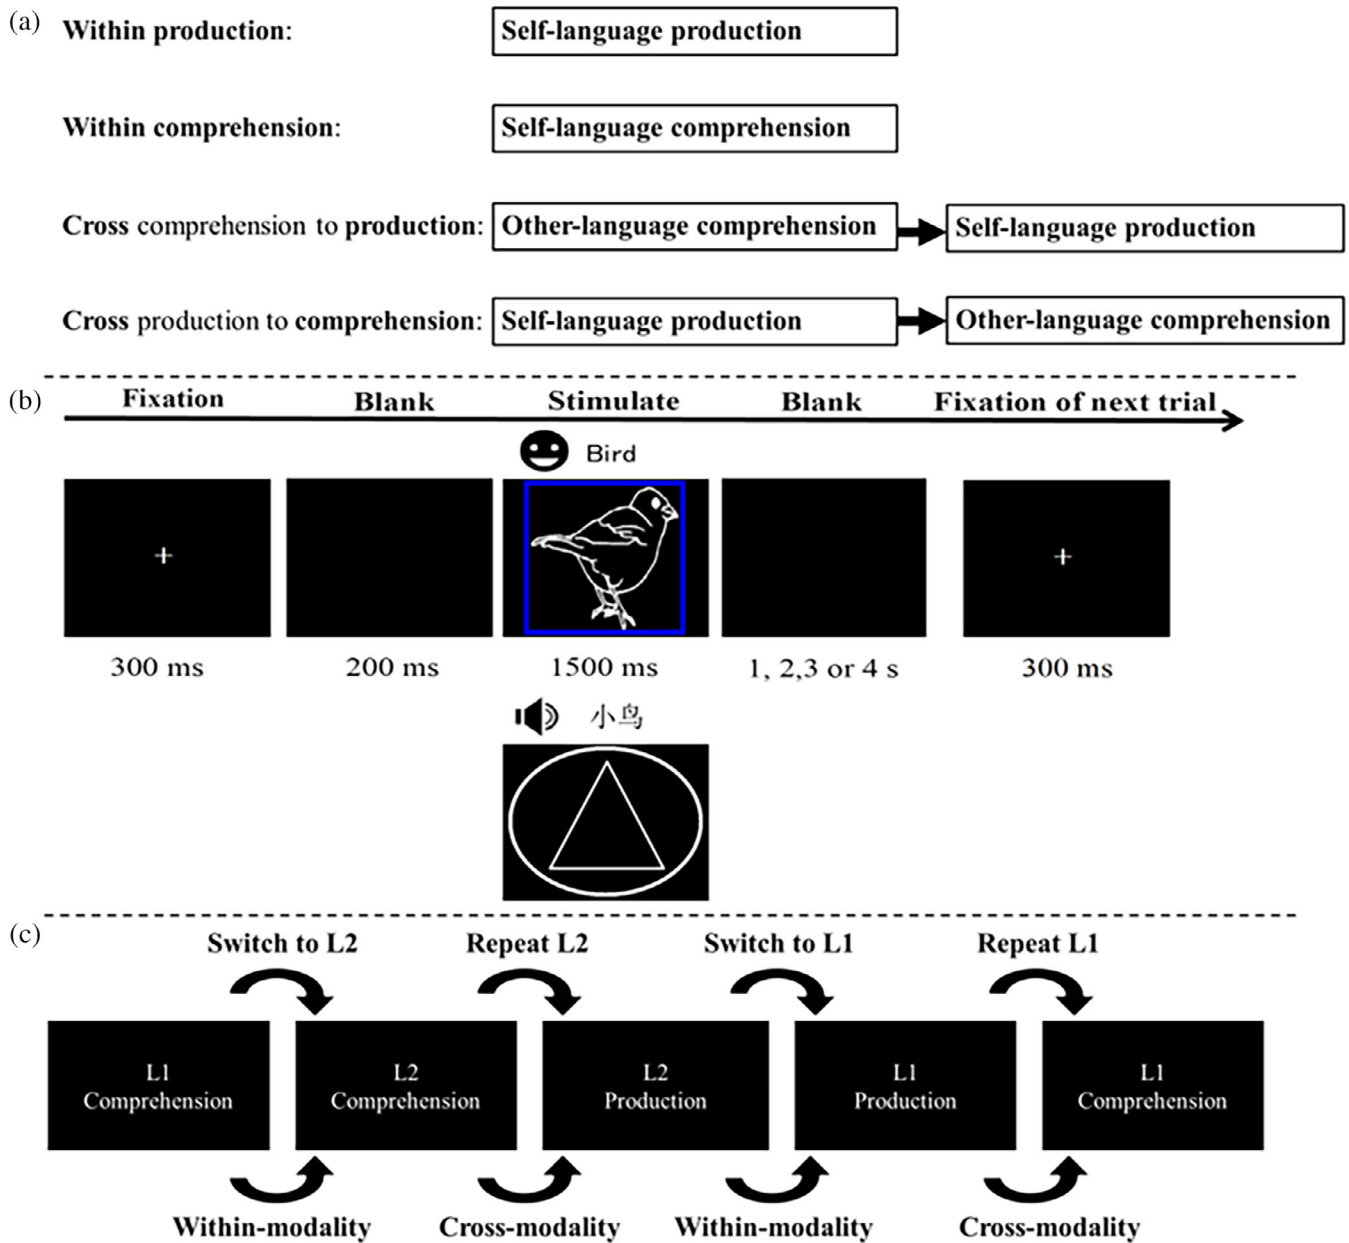 (a) Within production: Self-language production
Within comprehension: Self-language comprehension
Cross comprehension to production: Other-language comprehension Self-language production
Cross production to comprehension: Self-language production Other-language comprehension
(b) Fixation Blank Stimulate Blank Fixation of next trial
Bird
+ +
300 ms 200 ms 1500 ms 1, 2,3 or 4 s 300 ms
小鸟
(c)
Switch to L2 Repeat L2 Switch to L1 Repeat L1
L1 L2 L2 L1 L1
Comprehension Comprehension Production Production Comprehension
Within-modality Cross-modality Within-modality Cross-modality